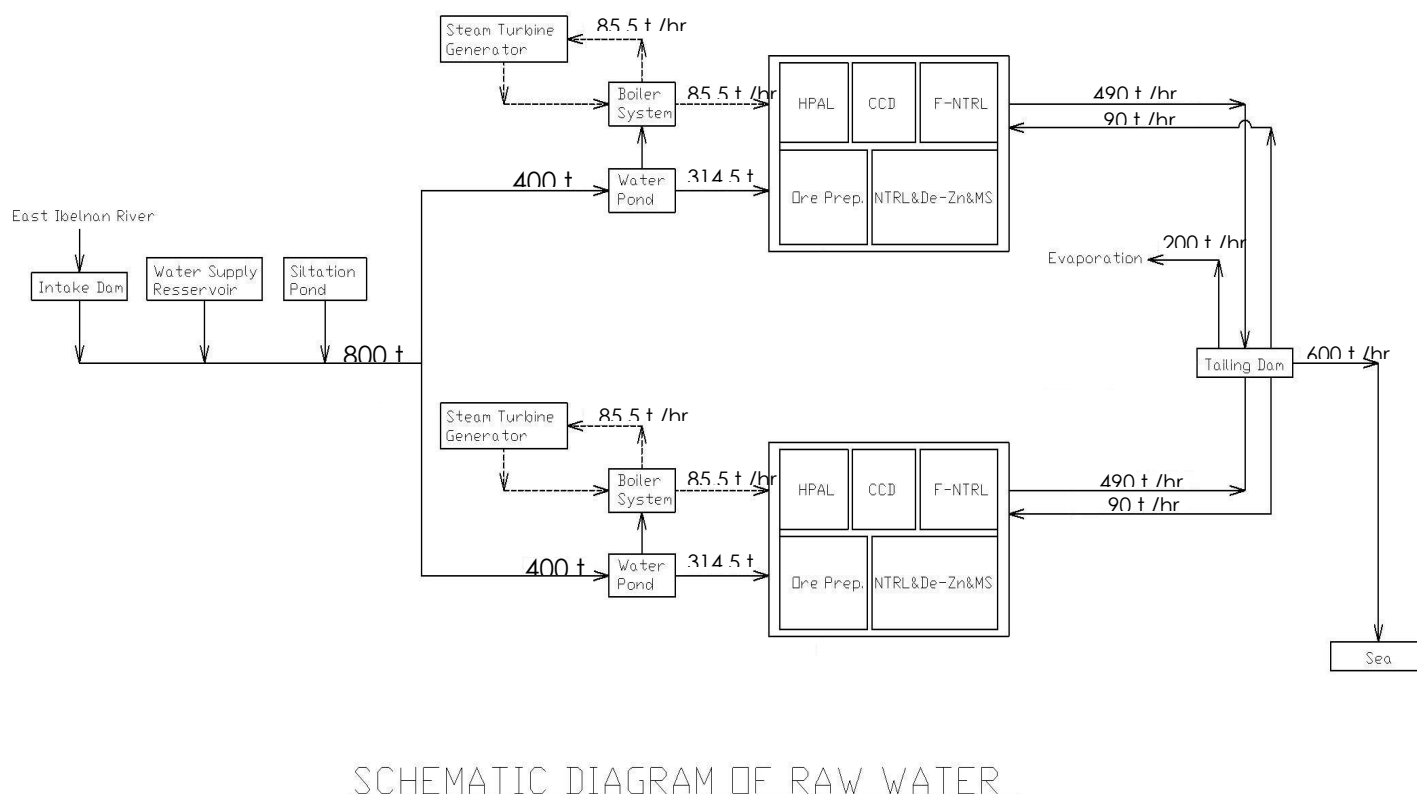 Steam Turbine
Generator
85.5 t/hr
Boiler
System
85.5 t/hr
HPAL
CCD
F-NTRL
490 t/hr
90 t/hr
400 t
Water
Pond
314.5 t
Ore Prep.
NTRL&De-Zn&MS
East Ibelnan River
Intake Dam
Water Supply
Resservoir
Siltation
Pond
800 t
Evaporation
200 t/hr
Tailing Dam
600 t/hr
Steam Turbine
Generator
85.5 t/hr
Boiler
System
85.5 t/hr
HPAL
CCD
F-NTRL
490 t/hr
90 t/hr
400 t
Water
Pond
314.5 t
Ore Prep.
NTRL&De-Zn&MS
Sea
SCHEMATIC DIAGRAM OF RAW WATER